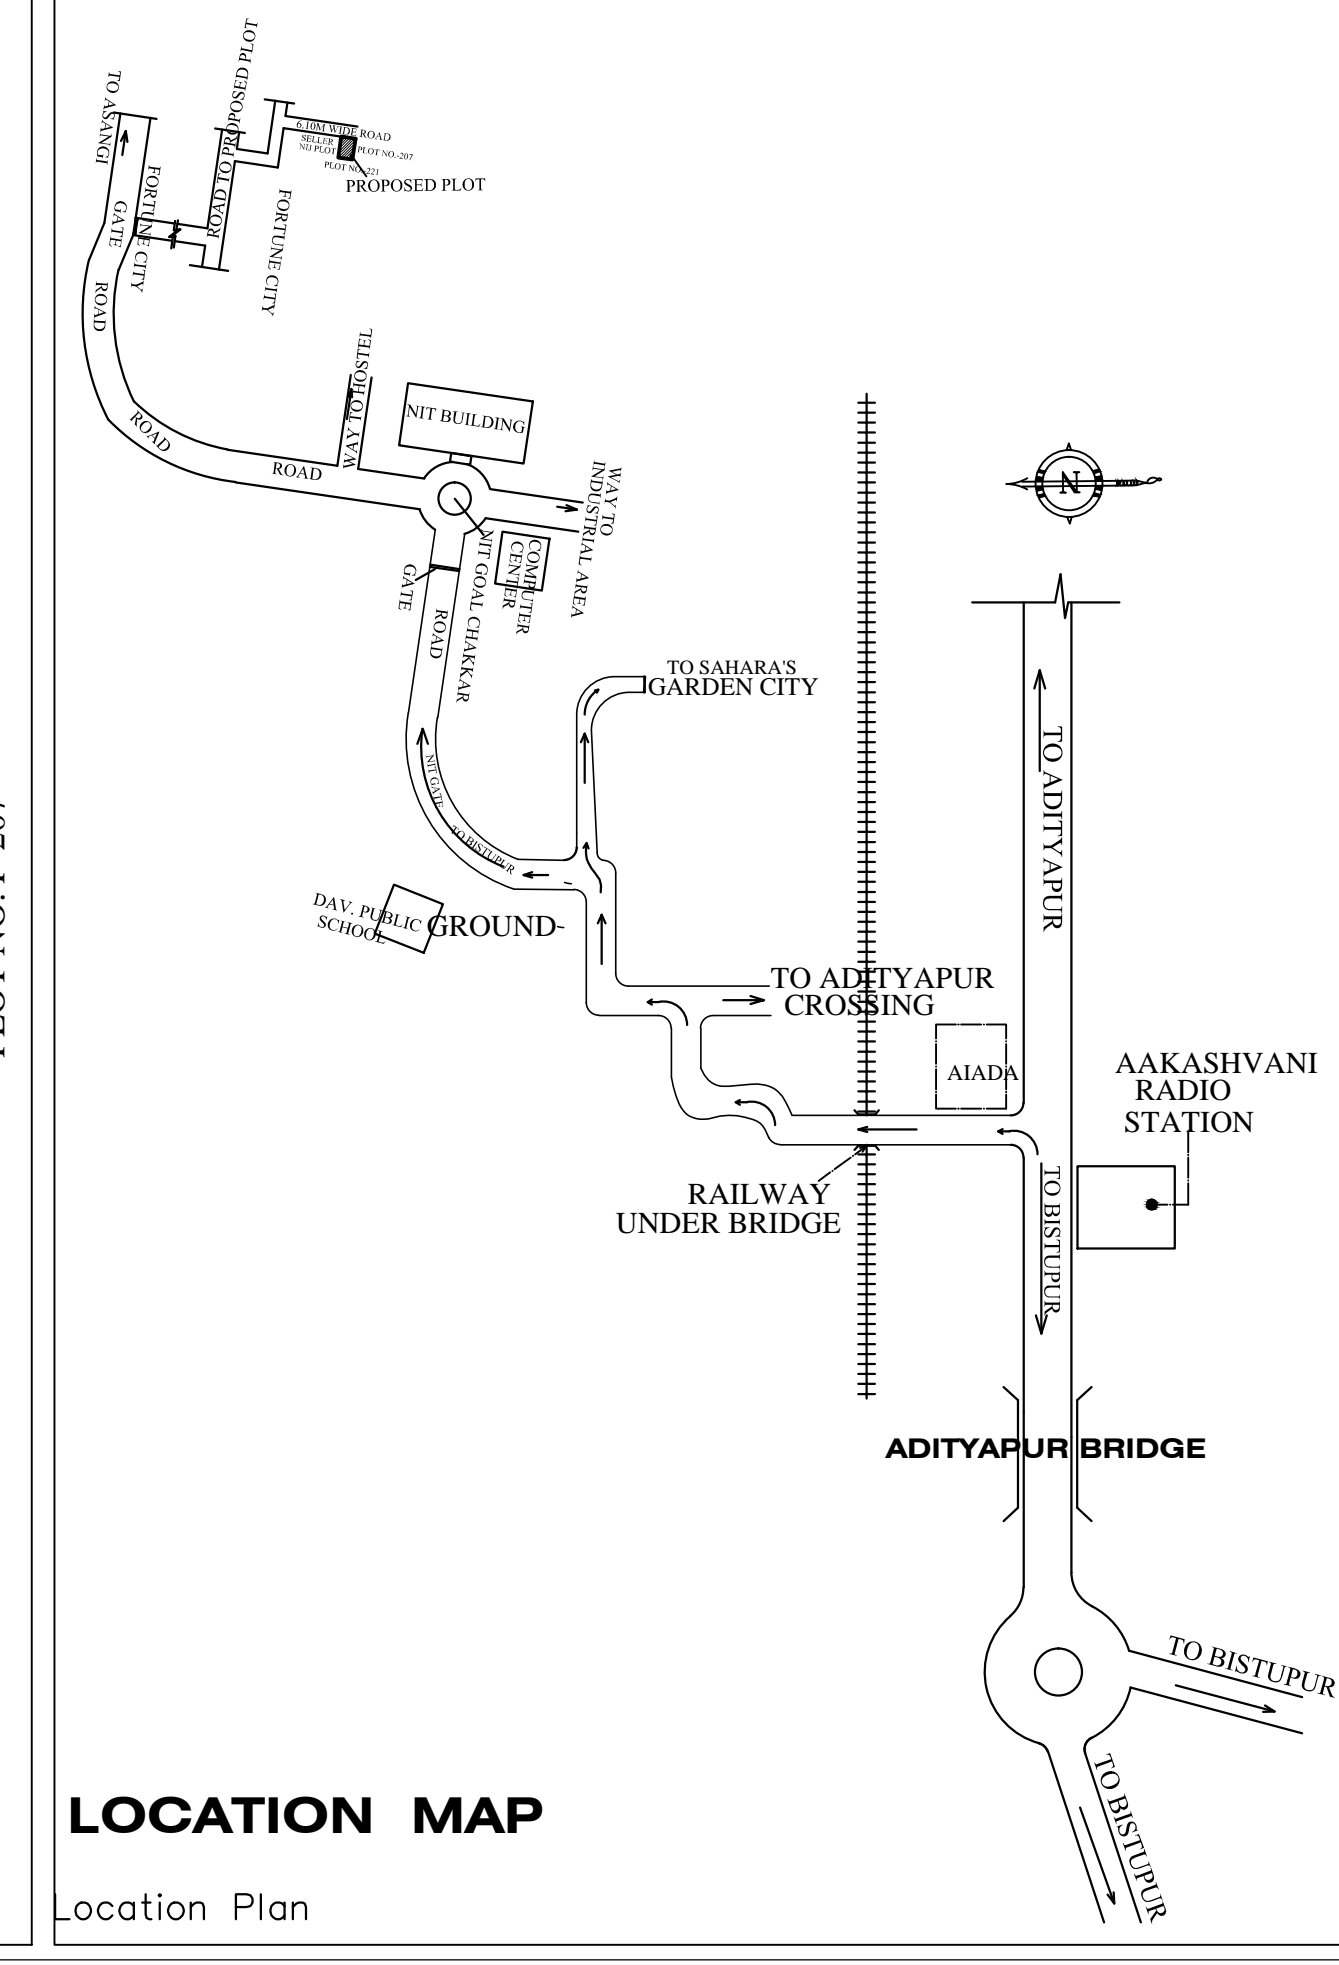 TO ASANGI
ROAD TO PROPOSED PLOT
6.10M WIDE ROAD
SELLER
NIJ PLOT
PLOT NO.-207
PLOT NO.-221
PROPOSED PLOT
FORTUNE CITY
GATE
FORTUNE CITY
ROAD
ROAD
ROAD
WAY TO HOSTEL
NIT BUILDING
WAY TO
INDUSTRIAL AREA
COMPUTER
CENTER
NIT GOAL CHAKKAR
GATE
ROAD
N
TO SAHARA'S
GARDEN CITY
NIT GATE
TO BISTUPUR
DAV. PUBLIC
SCHOOL
GROUND
TO ADITYAPUR
TO ADITYAPUR
CROSSING
AIADA
AAKASHVANI
RADIO
STATION
RAILWAY
UNDER BRIDGE
TO BISTUPUR
ADITYAPUR BRIDGE
TO BISTUPUR
TO BISTUPUR
LOCATION MAP
Location Plan